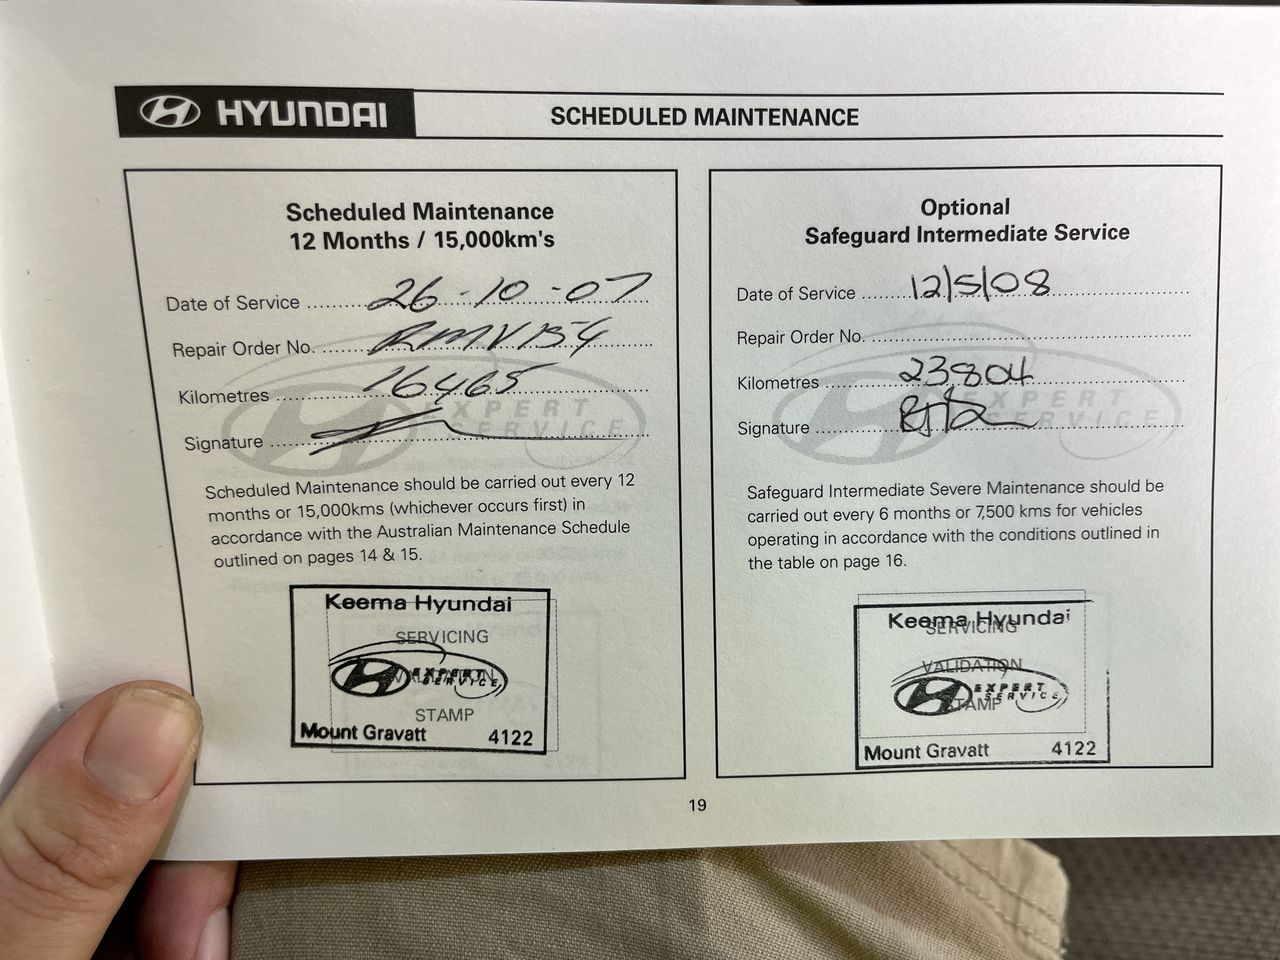 HYUNDAI
SCHEDULED MAINTENANCE
Scheduled Maintenance
12 Months / 15,000km's
Date of Service 26-10-07
Repair Order No. RMV154
Kilometres 16465
Signature
EXPERT
SERVICE
Scheduled Maintenance should be carried out every 12
months or 15,000kms (whichever occurs first) in
accordance with the Australian Maintenance Schedule
outlined on pages 14 & 15.
Keema Hyundai
SERVICING
VALIDATION
EXPERT
SERVICE
STAMP
Mount Gravatt 4122
Optional
Safeguard Intermediate Service
Date of Service 12/5/08
Repair Order No.
Kilometres 23,804
Signature
EXPERT
SERVICE
Safeguard Intermediate Severe Maintenance should be
carried out every 6 months or 7,500 kms for vehicles
operating in accordance with the conditions outlined in
the table on page 16.
Keema Hyundai
SERVICING
VALIDATION
EXPERT
SERVICE
STAMP
Mount Gravatt 4122
19